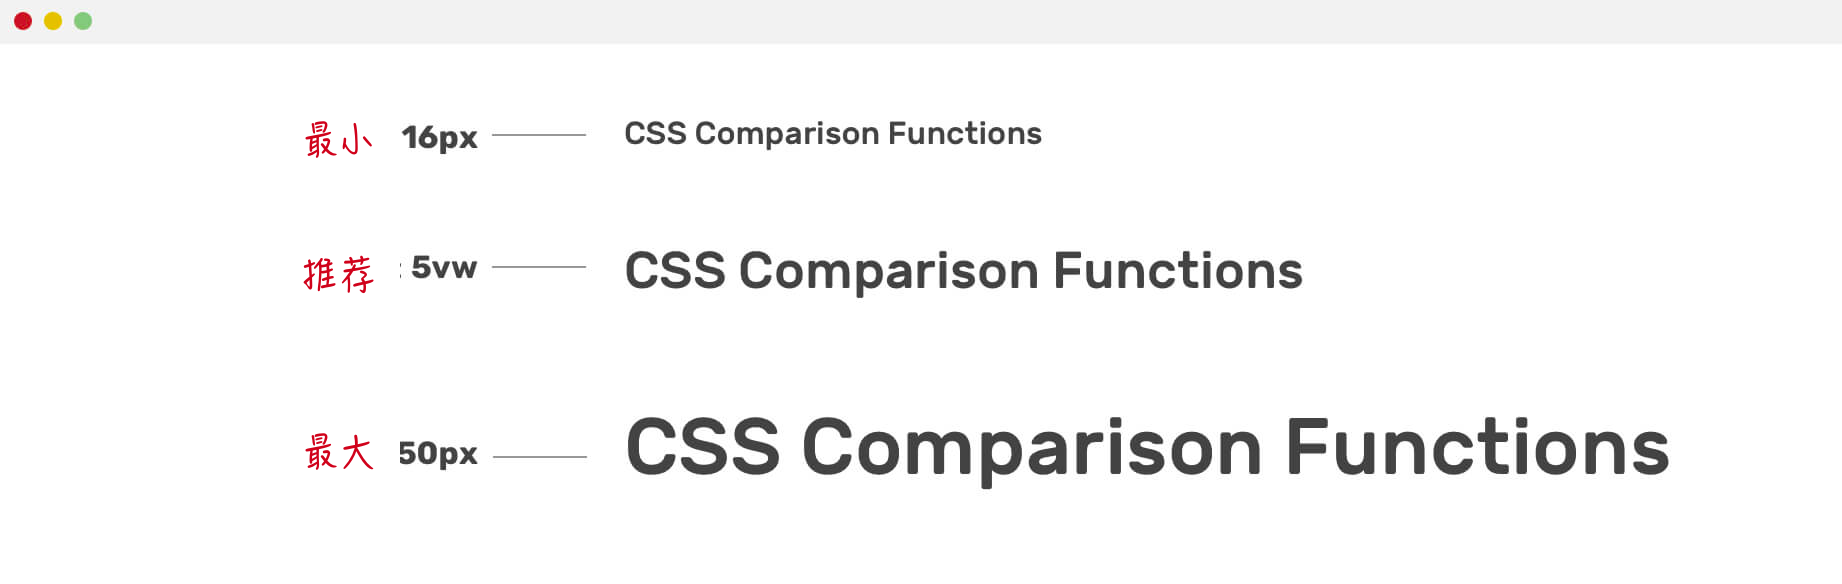 最小 16px CSS Comparison Functions
推荐 : 5vw CSS Comparison Functions
最大 50px CSS Comparison Functions